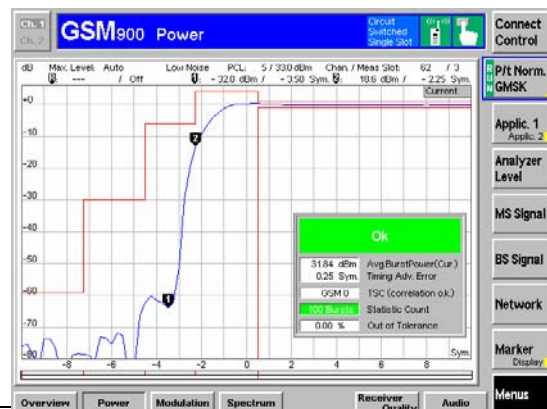 Ch. 1
Ch. 2
GSM900 Power
Circuit
Switched
Single Slot
Connect
Control
dB Max. Level: Auto Low Noise PCL: 5 / 33.0 dBm Chan. / Meas Slot: 62 / 3
--- / Off 1: - 32.0 dBm / - 3.50 Sym. 2: - 10.6 dBm / - 2.25 Sym.
Current
P/t Norm.
GMSK
+0
-10
-20
-30
-40
-50
-60
-70
-80
-8 -6 -4 -2 0 2 4 6 8 Sym.
2
1
Ok
31.84 dBm Avg.BurstPower(Cur.)
0.25 Sym. Timing Adv. Error
GSM 0 TSC (correlation o.k.)
100 Bursts Statistic Count
0.00 % Out of Tolerance
Applic. 1
Applic. 2
Analyzer
Level
MS Signal
BS Signal
Network
Marker
Display
Menus
Overview Power Modulation Spectrum Receiver Quality Audio